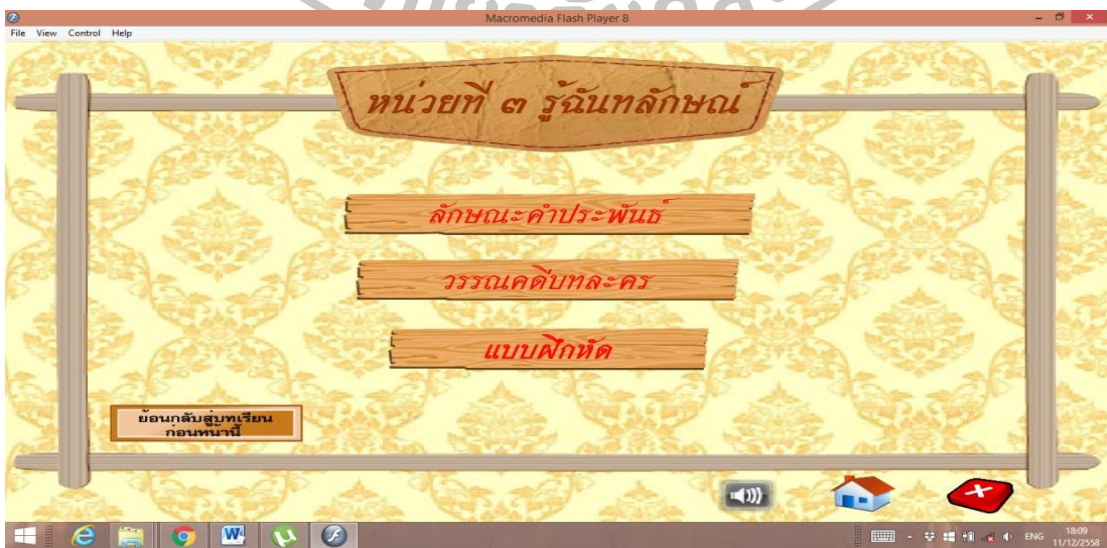 Macromedia Flash Player 8
File View Control Help
หน่วยที่ ๓ รู้ฉันทลักษณ์
ลักษณะคำประพันธ์
วรรณคดีบทละคร
แบบฝึกหัด
ย้อนกลับสู่บทเรียน
ก่อนหน้านี้
ENG
18:09
11/12/2558